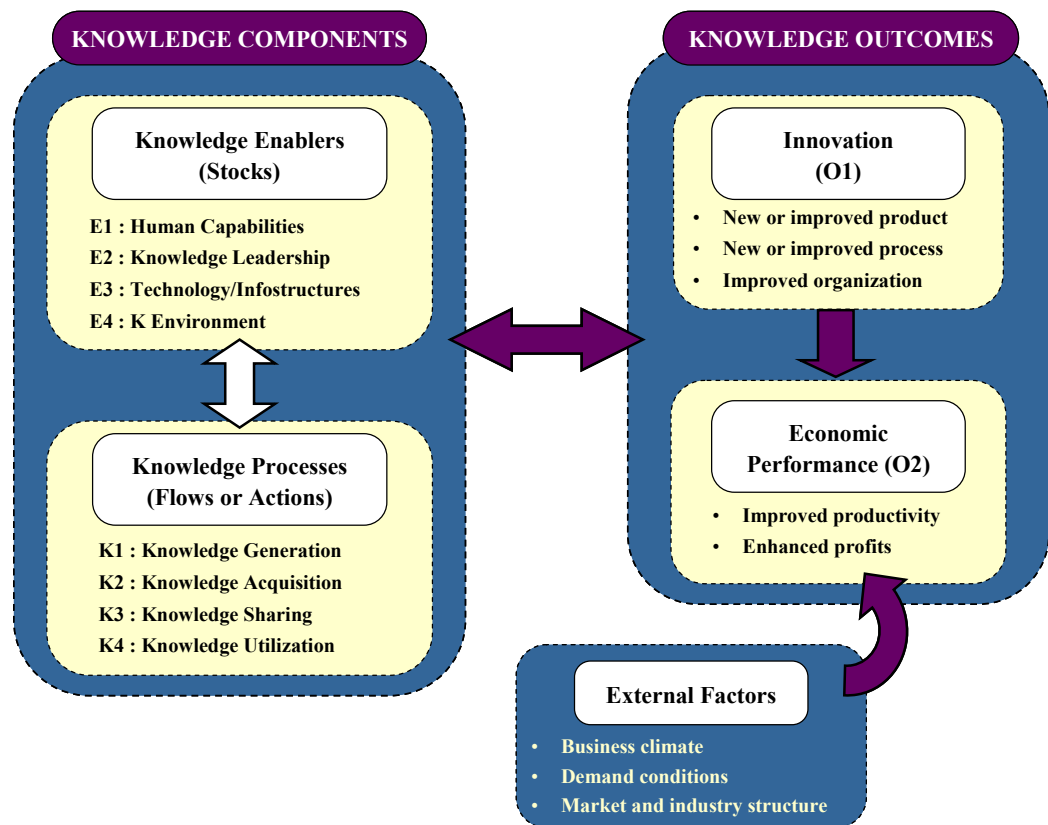 KNOWLEDGE COMPONENTS
Knowledge Enablers
(Stocks)
E1 : Human Capabilities
E2 : Knowledge Leadership
E3 : Technology/Infostructures
E4 : K Environment
Knowledge Processes
(Flows or Actions)
K1 : Knowledge Generation
K2 : Knowledge Acquisition
K3 : Knowledge Sharing
K4 : Knowledge Utilization
KNOWLEDGE OUTCOMES
Innovation
(O1)
• New or improved product
• New or improved process
• Improved organization
Economic
Performance (O2)
• Improved productivity
• Enhanced profits
External Factors
• Business climate
• Demand conditions
• Market and industry structure